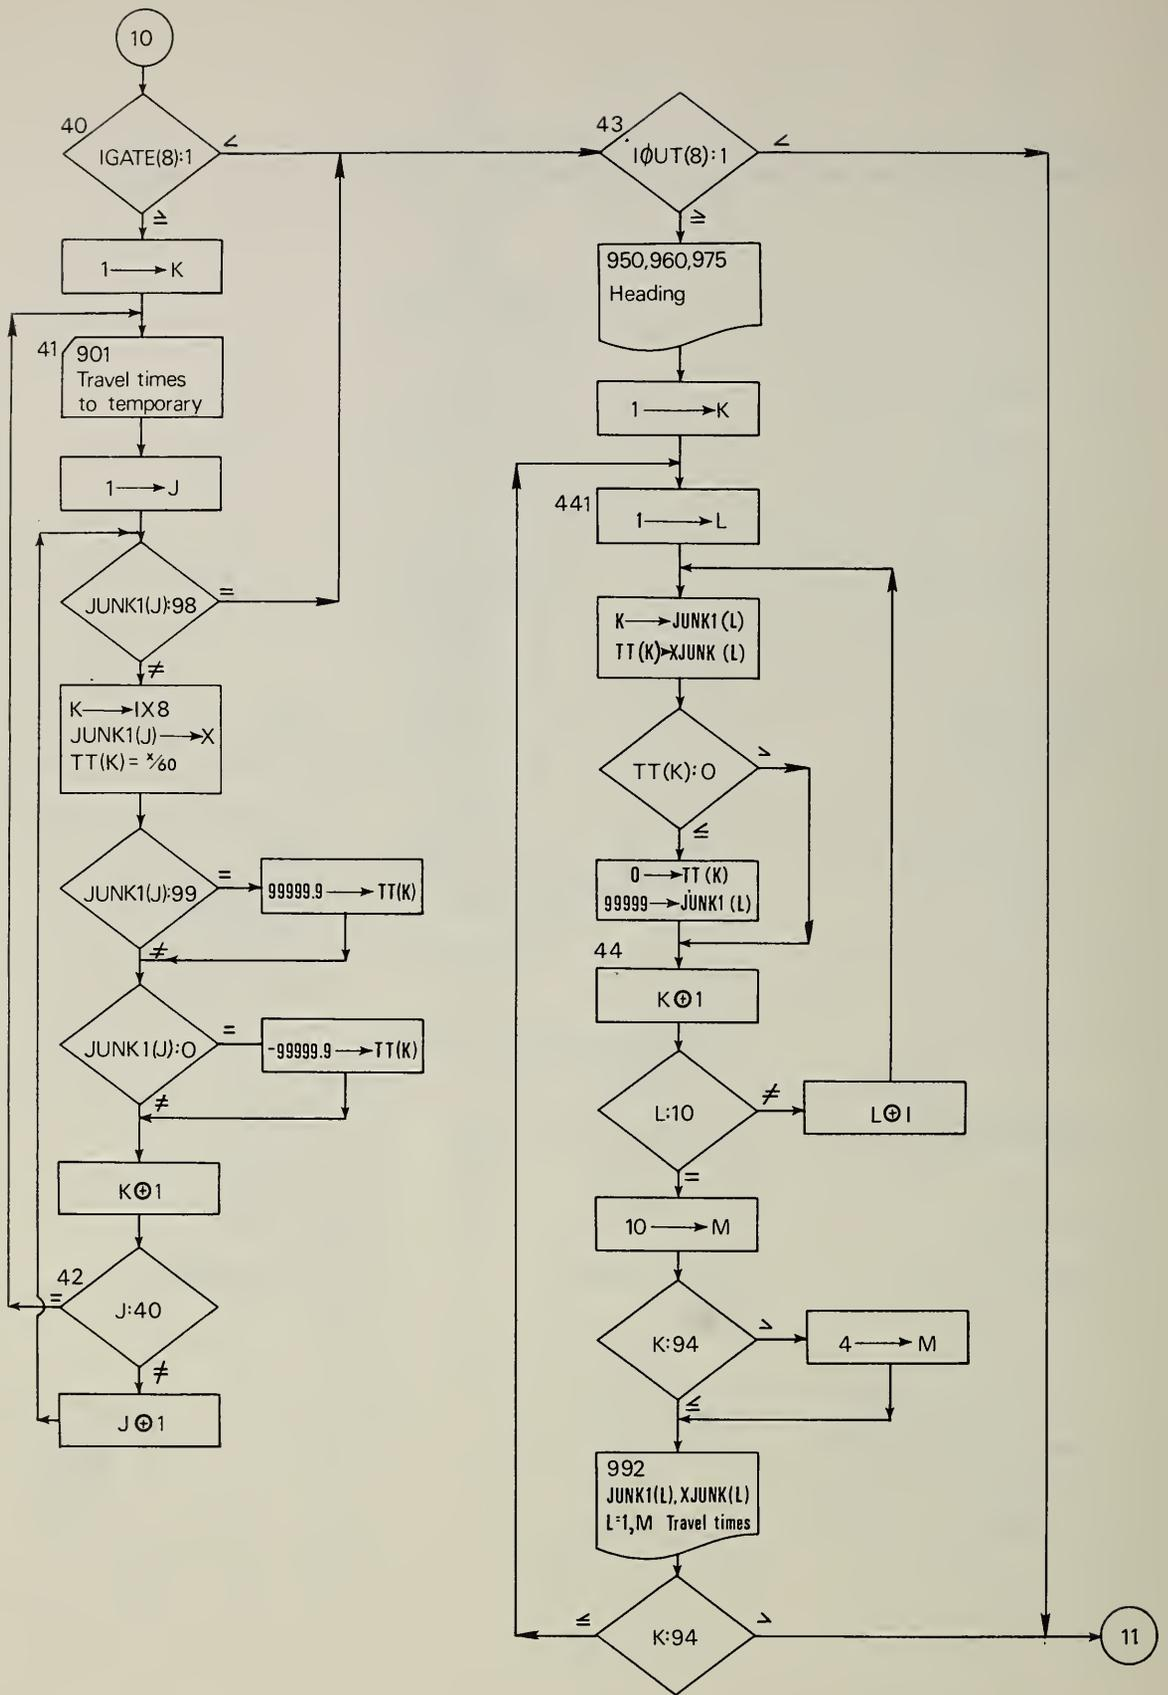 10
40
IGATE(8):1
<
≧
1→K
41
901
Travel times
to temporary
1→J
JUNK1(J):98
=
≠
K→IX8
JUNK1(J)→X
TT(K)= x/60
JUNK1(J):99
=
99999.9→TT(K)
≠
JUNK1(J):0
=
-99999.9→TT(K)
≠
K⊕1
42
=
J:40
≠
J⊕1
43
IØUT(8):1
<
≧
950,960,975
Heading
1→K
441
1→L
K→JUNK1(L)
TT(K)→XJUNK (L)
TT(K):0
>
≤
0→TT(K)
99999→JUNK1(L)
44
K⊕1
L:10
≠
L⊕1
=
10→M
K:94
>
4→M
≤
992
JUNK1(L),XJUNK(L)
L=1,M Travel times
≤
K:94
>
11